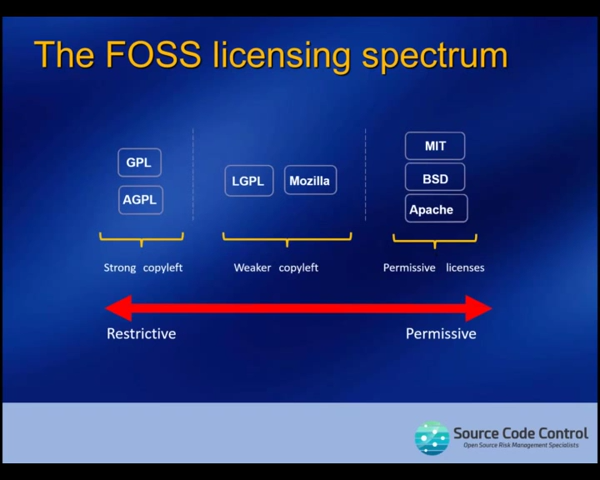 The FOSS licensing spectrum
GPL
AGPL
LGPL
Mozilla
MIT
BSD
Apache
Strong copyleft
Weaker copyleft
Permissive licenses
Restrictive
Permissive
Source Code Control
Open Source Risk Management Specialists